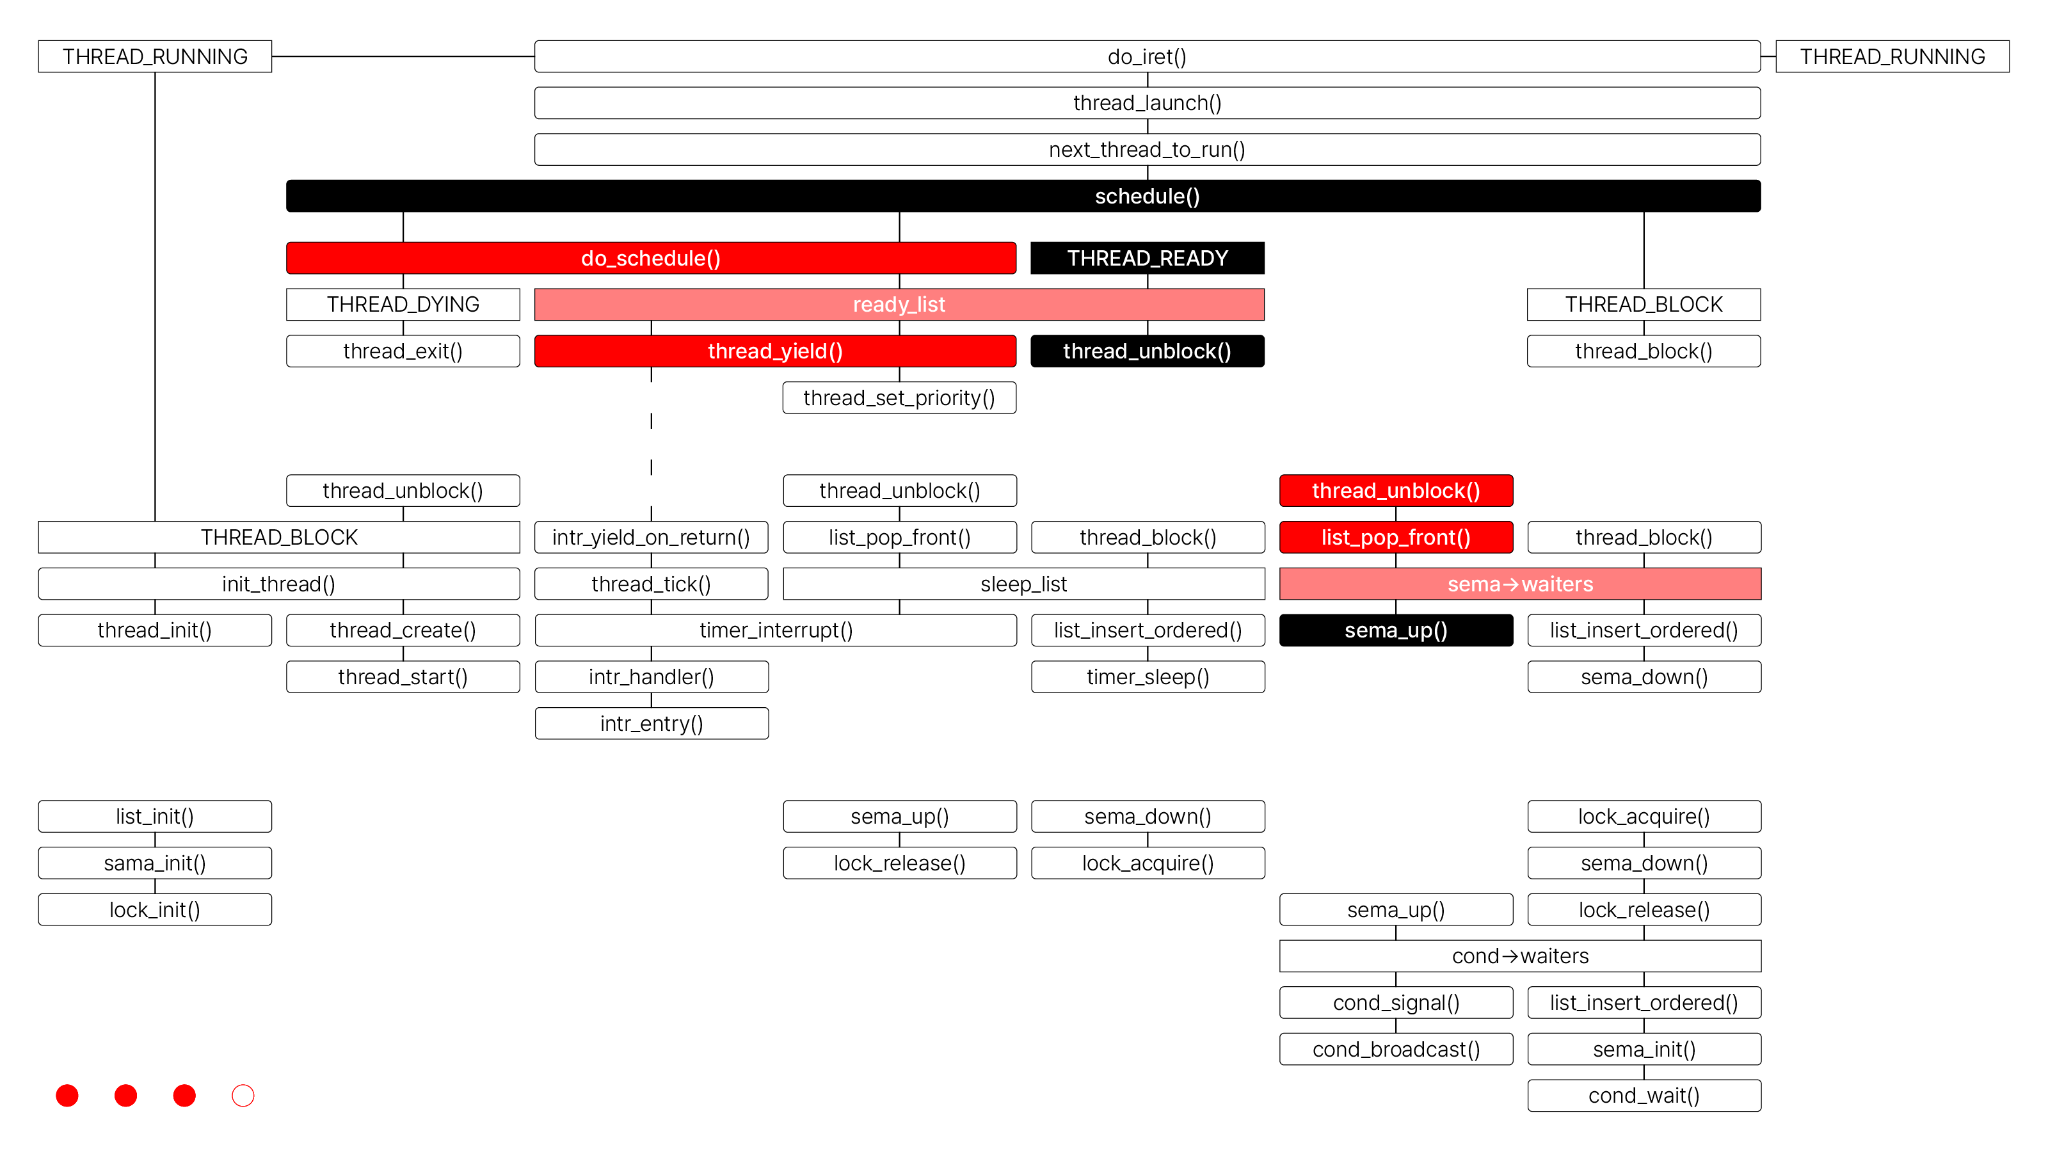 THREAD_RUNNING
do_iret()
THREAD_RUNNING
thread_launch()
next_thread_to_run()
schedule()
do_schedule()
THREAD_READY
THREAD_DYING
ready_list
THREAD_BLOCK
thread_exit()
thread_yield()
thread_unblock()
thread_block()
thread_set_priority()
thread_unblock()
thread_unblock()
thread_unblock()
THREAD_BLOCK
intr_yield_on_return()
list_pop_front()
thread_block()
list_pop_front()
thread_block()
init_thread()
thread_tick()
sleep_list
sema→waiters
thread_init()
thread_create()
timer_interrupt()
list_insert_ordered()
sema_up()
list_insert_ordered()
thread_start()
intr_handler()
timer_sleep()
sema_down()
intr_entry()
list_init()
sema_up()
sema_down()
lock_acquire()
sama_init()
lock_release()
lock_acquire()
sema_down()
lock_init()
sema_up()
lock_release()
cond→waiters
cond_signal()
list_insert_ordered()
cond_broadcast()
sema_init()
cond_wait()